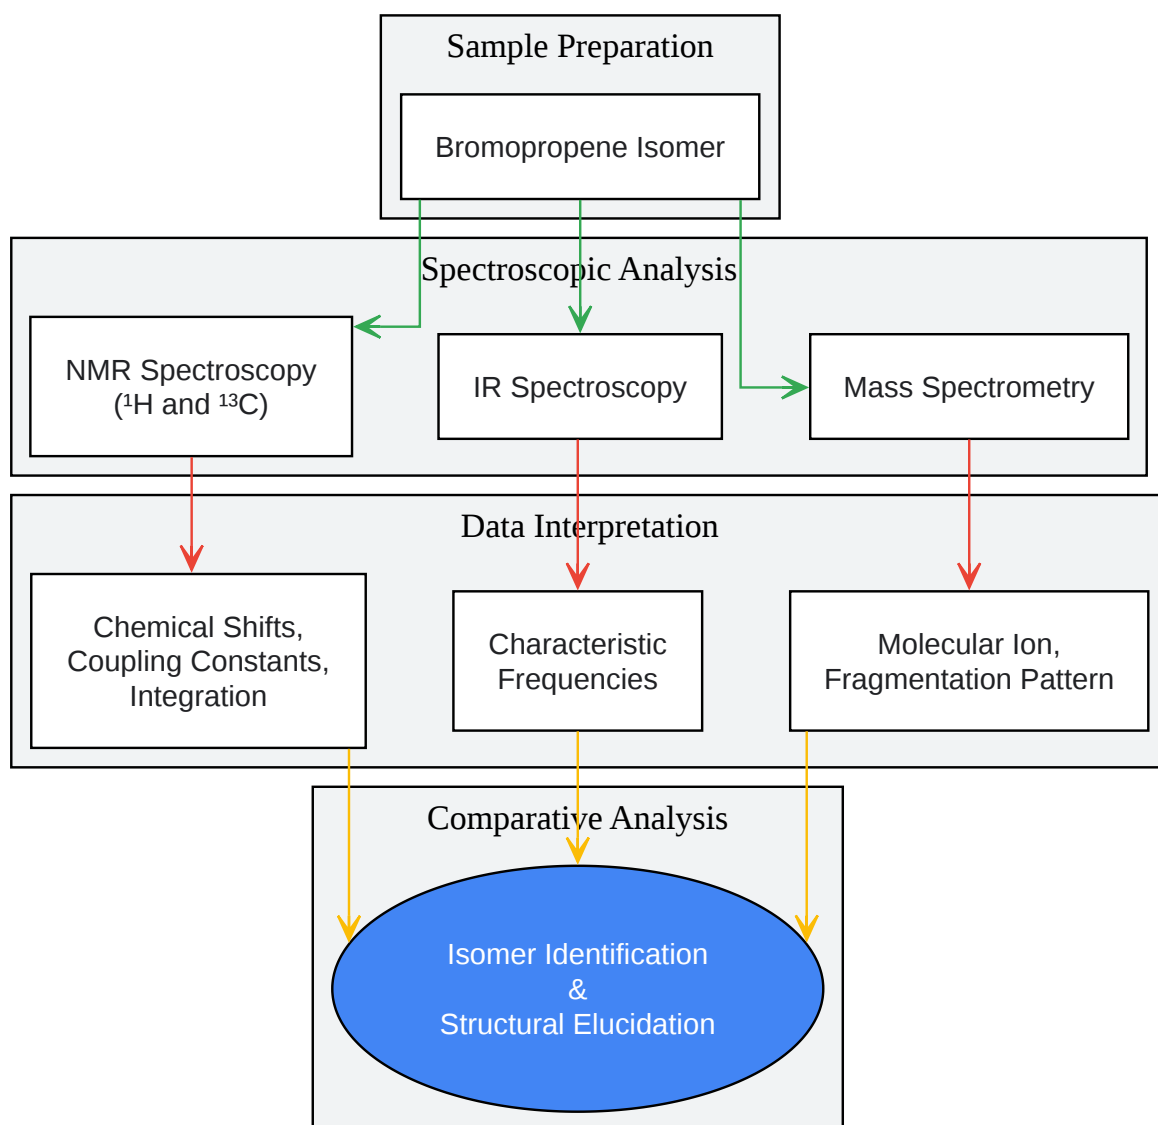 Sample Preparation
Bromopropene Isomer
Spectroscopic Analysis
NMR Spectroscopy
(¹H and ¹³C)
IR Spectroscopy
Mass Spectrometry
Data Interpretation
Chemical Shifts,
Coupling Constants,
Integration
Characteristic
Frequencies
Molecular Ion,
Fragmentation Pattern
Comparative Analysis
Isomer Identification
&
Structural Elucidation